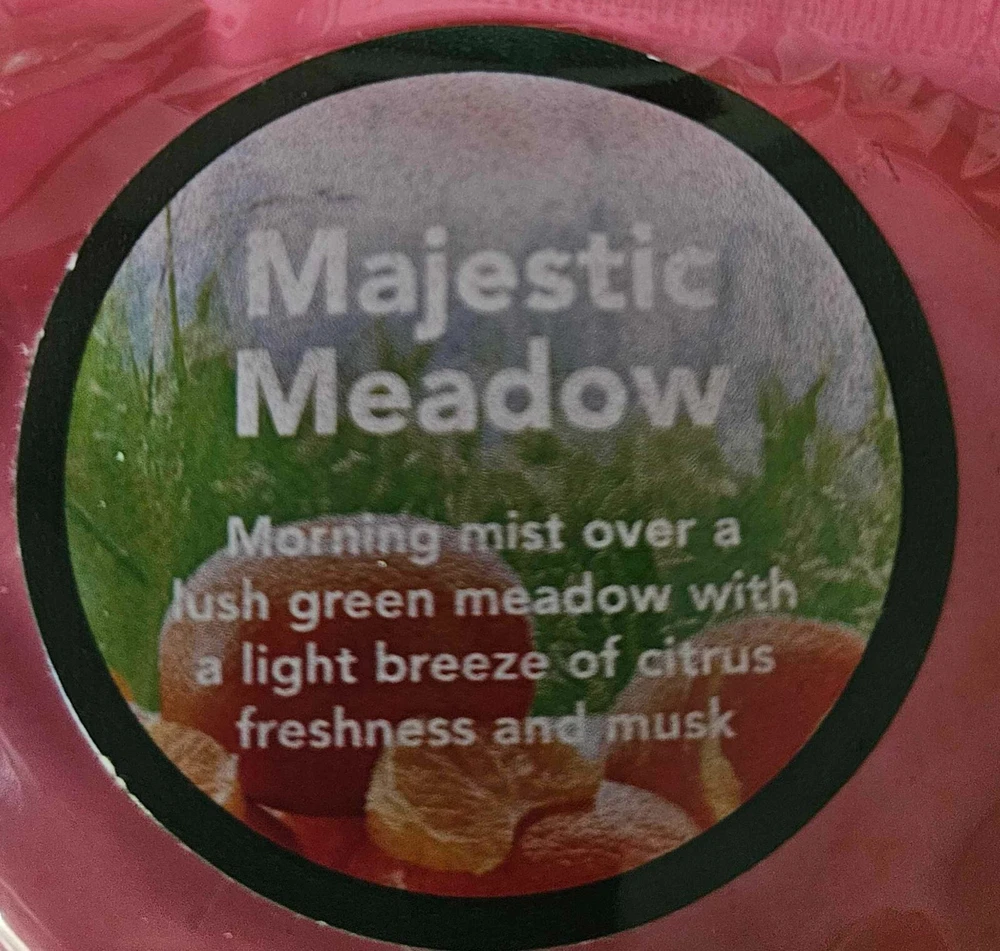 Majestic
Meadow
Morning mist over a
lush green meadow with
a light breeze of citrus
freshness and musk